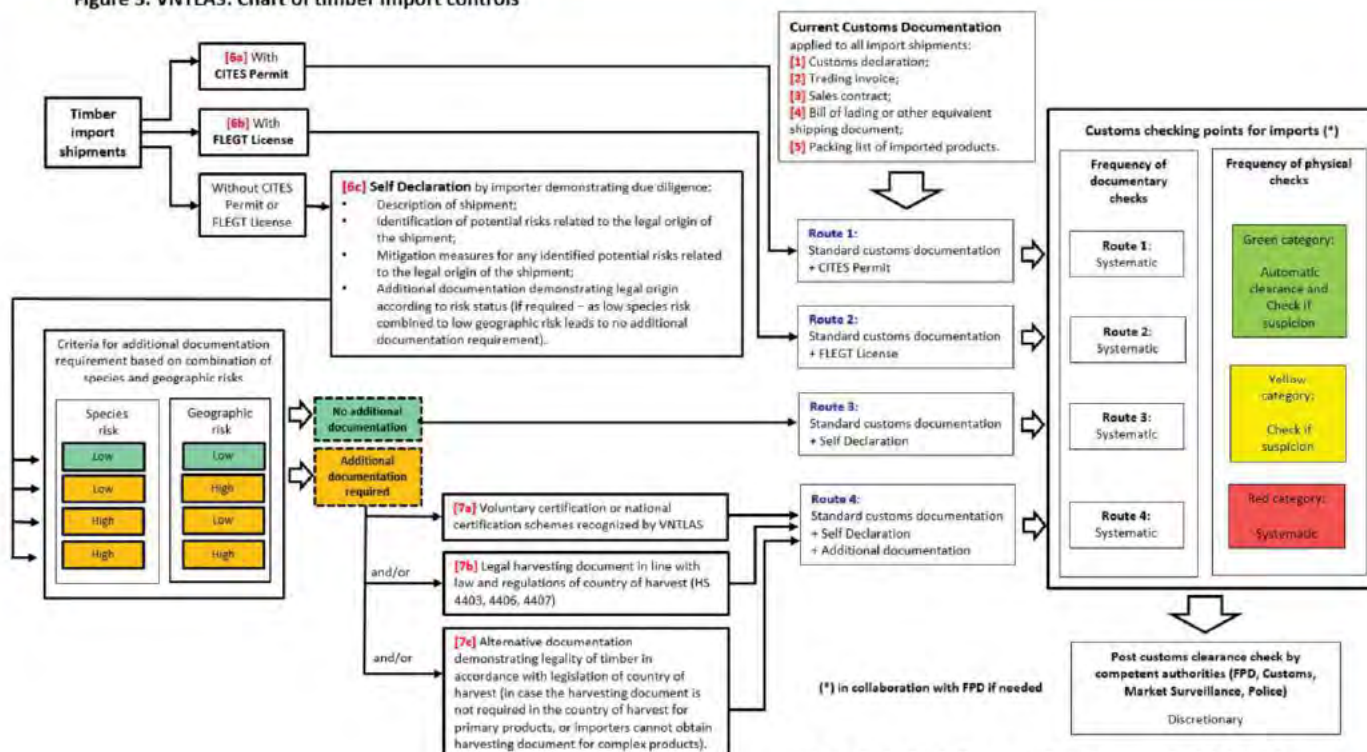 Figure 3. VNTLAS: Chart of timber import controls
Timber
import
shipments
[6a] With
CITES Permit
[6b] With
FLEGT License
Without CITES
Permit or
FLEGT License
[6c] Self Declaration by importer demonstrating due diligence:
• Description of shipment;
• Identification of potential risks related to the legal origin of
the shipment;
• Mitigation measures for any identified potential risks related
to the legal origin of the shipment;
• Additional documentation demonstrating legal origin
according to risk status (if required – as low species risk
combined to low geographic risk leads to no additional
documentation requirement).
Current Customs Documentation
applied to all import shipments:
[1] Customs declaration;
[2] Trading invoice;
[3] Sales contract;
[4] Bill of lading or other equivalent
shipping document;
[5] Packing list of imported products.
Criteria for additional documentation
requirement based on combination of
species and geographic risks
Species
risk
Geographic
risk
Low
Low
Low
High
High
Low
High
High
No additional
documentation
Additional
documentation
required
[7a] Voluntary certification or national
certification schemes recognized by VNTLAS
and/or
[7b] Legal harvesting document in line with
law and regulations of country of harvest (HS
4403, 4406, 4407)
and/or
[7c] Alternative documentation
demonstrating legality of timber in
accordance with legislation of country of
harvest (in case the harvesting document is
not required in the country of harvest for
primary products, or importers cannot obtain
harvesting document for complex products).
Route 1:
Standard customs documentation
+ CITES Permit
Route 2:
Standard customs documentation
+ FLEGT License
Route 3:
Standard customs documentation
+ Self Declaration
Route 4:
Standard customs documentation
+ Self Declaration
+ Additional documentation
Customs checking points for imports (*)
Frequency of
documentary
checks
Route 1:
Systematic
Route 2:
Systematic
Route 3:
Systematic
Route 4:
Systematic
Frequency of physical
checks
Green category:
Automatic
clearance and
Check if
suspicion
Yellow
category:
Check if
suspicion
Red category:
Systematic
(*) in collaboration with FPD if needed
Post customs clearance check by
competent authorities (FPD, Customs,
Market Surveillance, Police)
Discretionary